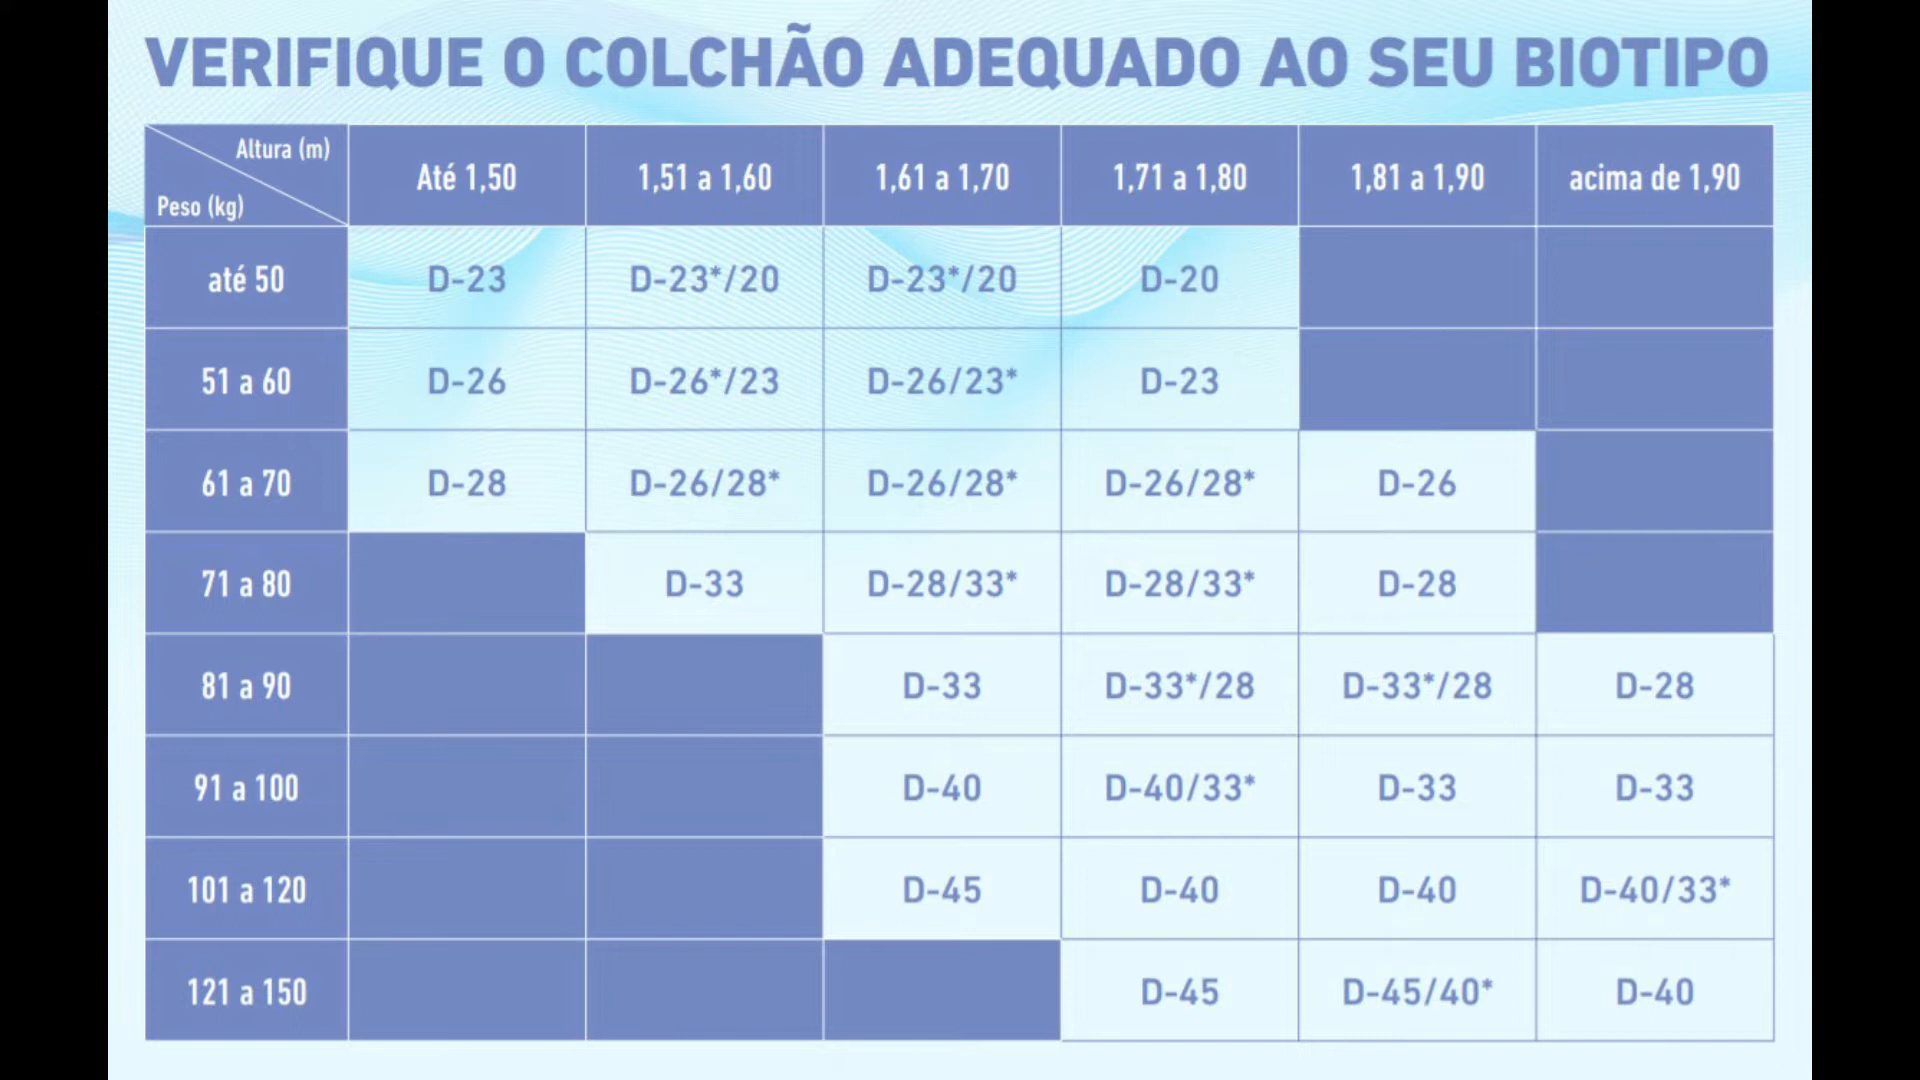 VERIFIQUE O COLCHÃO ADEQUADO AO SEU BIOTIPO
Altura (m)
Peso (kg)
Até 1,50 1,51 a 1,60 1,61 a 1,70 1,71 a 1,80 1,81 a 1,90 acima de 1,90
até 50 D-23 D-23*/20 D-23*/20 D-20
51 a 60 D-26 D-26*/23 D-26/23* D-23
61 a 70 D-28 D-26/28* D-26/28* D-26/28* D-26
71 a 80 D-33 D-28/33* D-28/33* D-28
81 a 90 D-33 D-33*/28 D-33*/28 D-28
91 a 100 D-40 D-40/33* D-33 D-33
101 a 120 D-45 D-40 D-40 D-40/33*
121 a 150 D-45 D-45/40* D-40